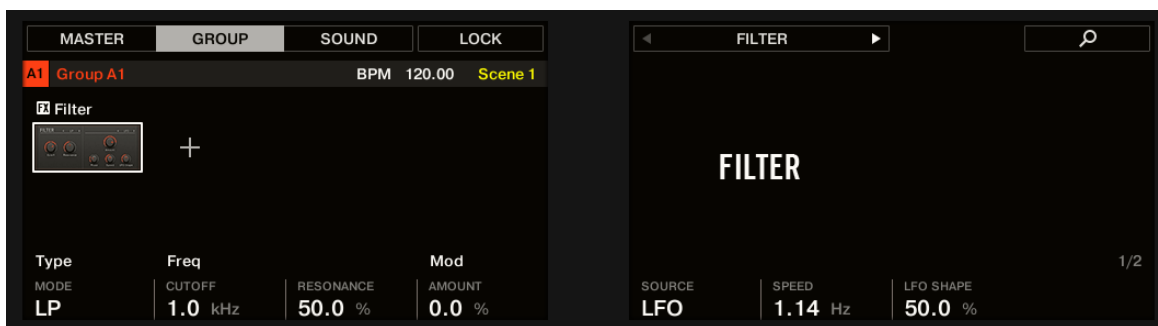 MASTER GROUP SOUND LOCK
A1 Group A1 BPM 120.00 Scene 1
FX Filter
Type Freq Mod
MODE CUTOFF RESONANCE AMOUNT
LP 1.0 kHz 50.0 % 0.0 %
FILTER
FILTER
1/2
SOURCE SPEED LFO SHAPE
LFO 1.14 Hz 50.0 %